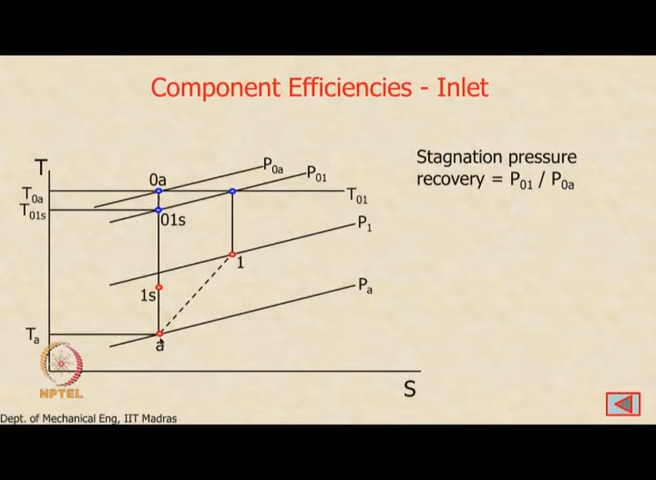 Component Efficiencies - Inlet
Stagnation pressure
recovery = P01 / P0a
T
0a
P0a
P01
T0a
T01
T01s
01s
P1
1
1s
Pa
Ta
a
NPTEL
S
Dept. of Mechanical Eng, IIT Madras